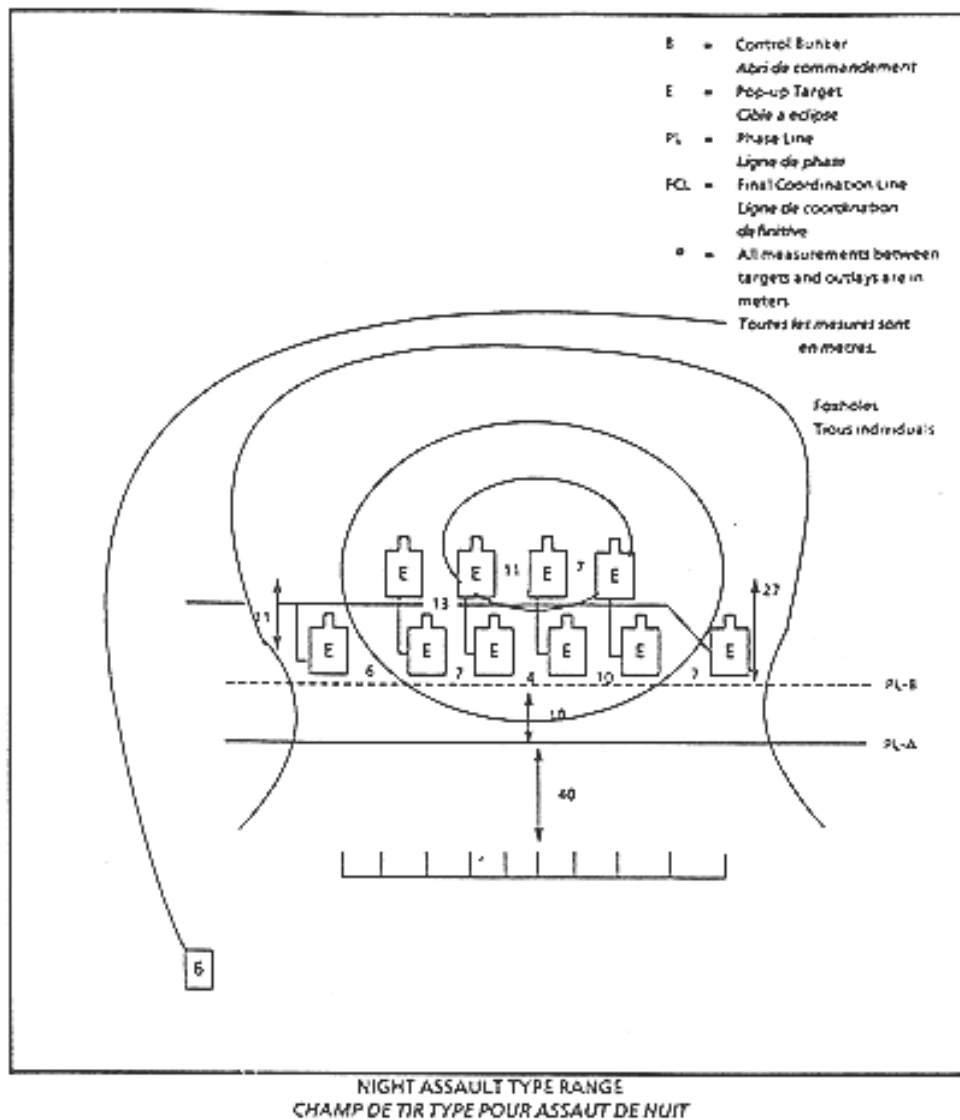 B = Control Bunker
Abri de commandement
E = Pop-up Target
Cible a eclipse
PL = Phase Line
Ligne de phase
FCL = Final Coordination Line
Ligne de coordination
definitive
* = All measurements between
targets and outlays are in
meters
Toutes les mesures sont
en metres.
Foxholes
Trous individuals
E E 11 E 7 E
13 27
11
E E E E E E
6 7 4 10 7
PL-B
10
PL-A
40
B
NIGHT ASSAULT TYPE RANGE
CHAMP DE TIR TYPE POUR ASSAUT DE NUIT